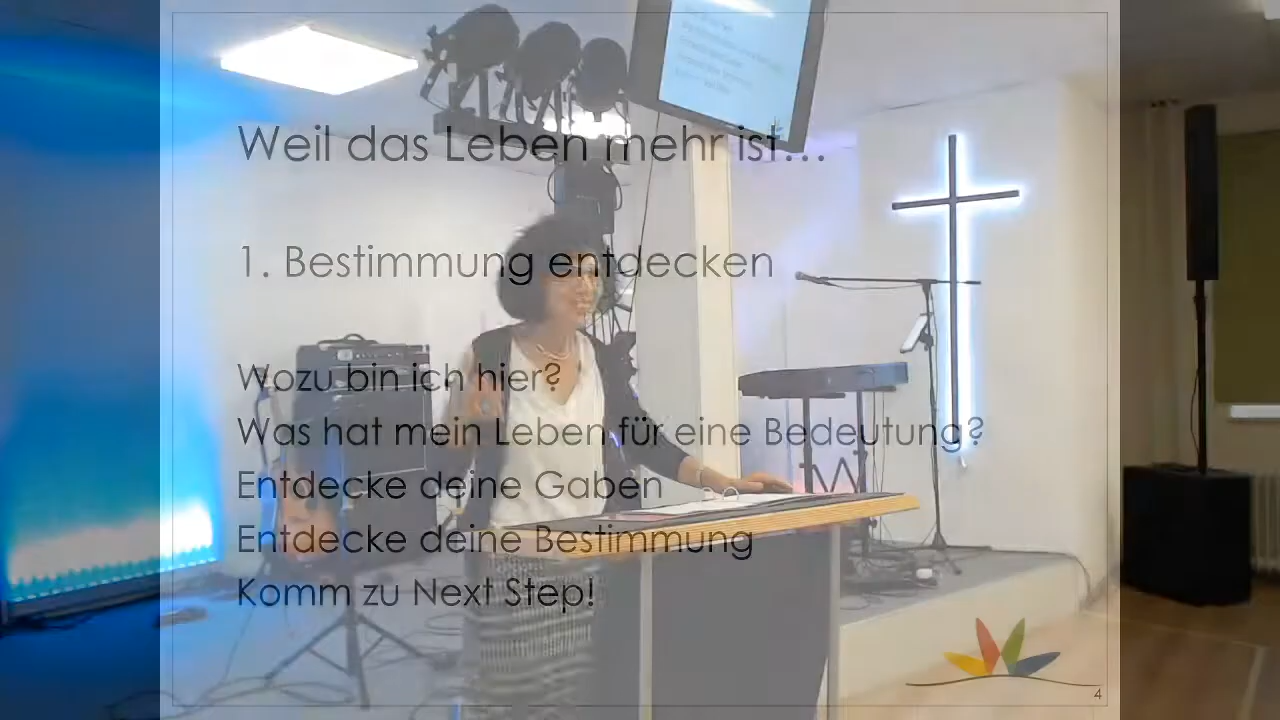 Weil das Leben mehr ist...
1. Bestimmung entdecken
Wozu bin ich hier?
Was hat mein Leben für eine Bedeutung?
Entdecke deine Gaben
Entdecke deine Bestimmung
Komm zu Next Step!
4